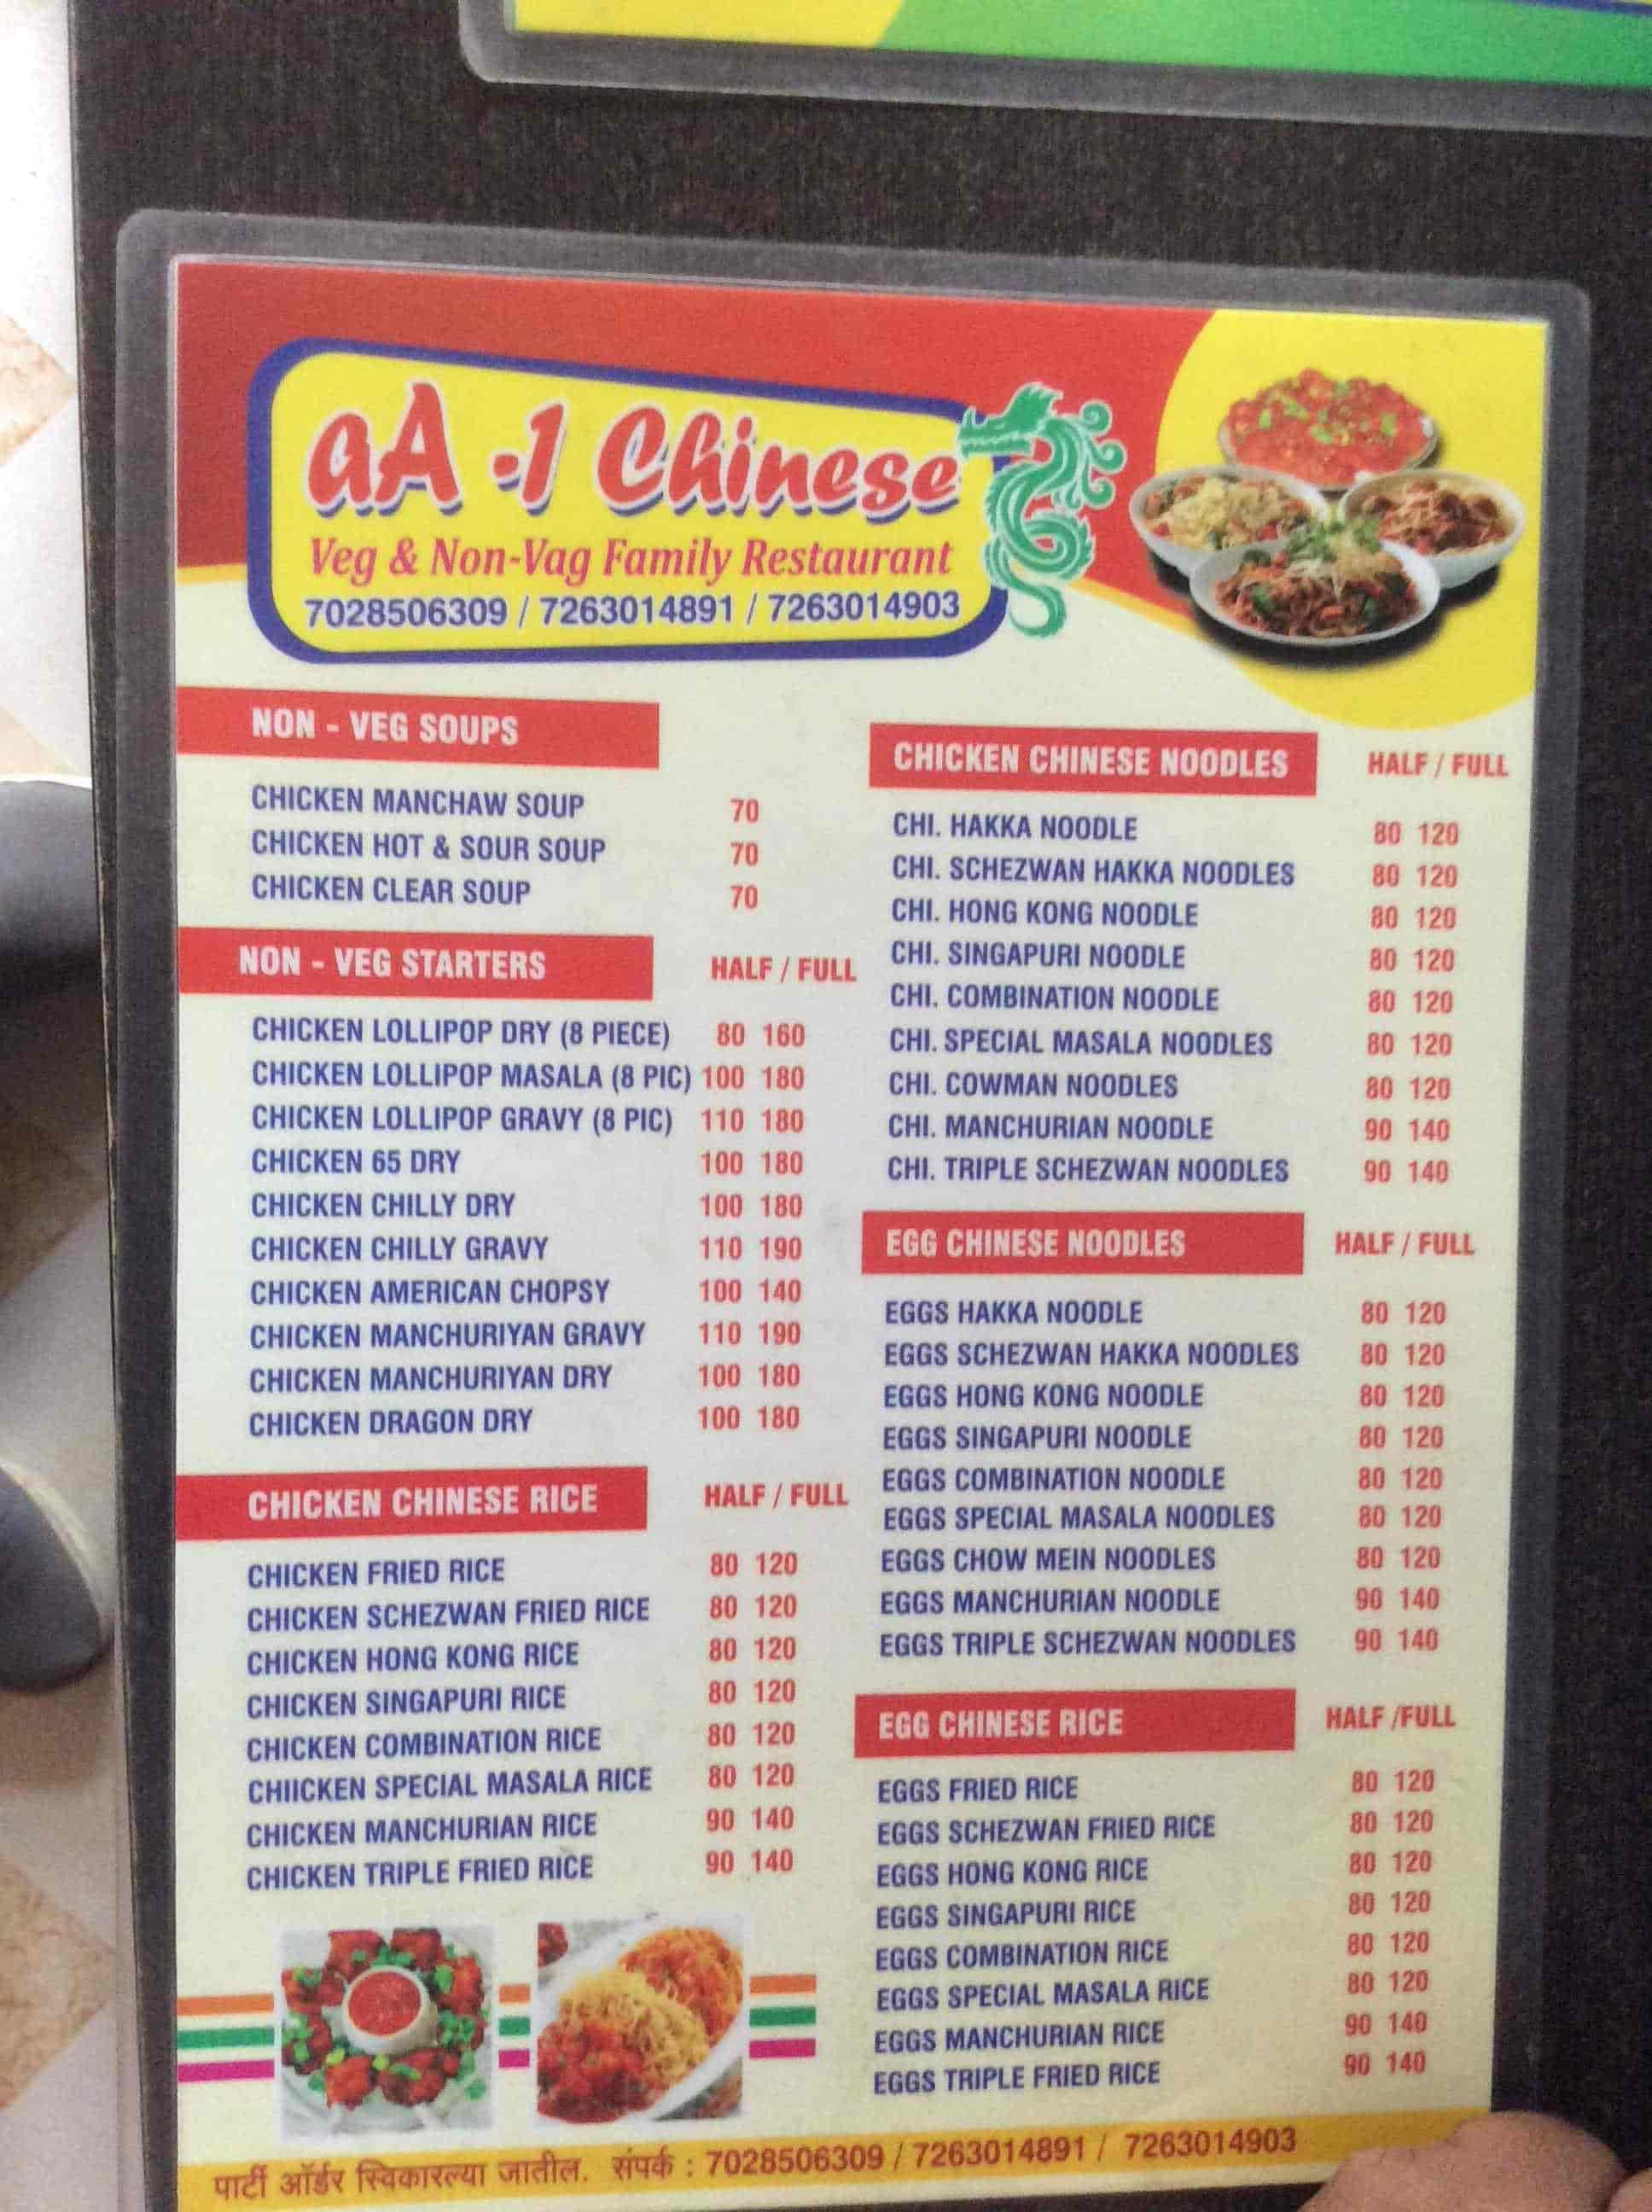 aA -1 Chinese
Veg & Non-Vag Family Restaurant
7028506309 / 7263014891 / 7263014903
NON - VEG SOUPS
CHICKEN MANCHAW SOUP 70
CHICKEN HOT & SOUR SOUP 70
CHICKEN CLEAR SOUP 70
NON - VEG STARTERS HALF / FULL
CHICKEN LOLLIPOP DRY (8 PIECE) 80 160
CHICKEN LOLLIPOP MASALA (8 PIC) 100 180
CHICKEN LOLLIPOP GRAVY (8 PIC) 110 180
CHICKEN 65 DRY 100 180
CHICKEN CHILLY DRY 100 180
CHICKEN CHILLY GRAVY 110 190
CHICKEN AMERICAN CHOPSY 100 140
CHICKEN MANCHURIYAN GRAVY 110 190
CHICKEN MANCHURIYAN DRY 100 180
CHICKEN DRAGON DRY 100 180
CHICKEN CHINESE RICE HALF / FULL
CHICKEN FRIED RICE 80 120
CHICKEN SCHEZWAN FRIED RICE 80 120
CHICKEN HONG KONG RICE 80 120
CHICKEN SINGAPURI RICE 80 120
CHICKEN COMBINATION RICE 80 120
CHIICKEN SPECIAL MASALA RICE 80 120
CHICKEN MANCHURIAN RICE 90 140
CHICKEN TRIPLE FRIED RICE 90 140
CHICKEN CHINESE NOODLES HALF / FULL
CHI. HAKKA NOODLE 80 120
CHI. SCHEZWAN HAKKA NOODLES 80 120
CHI. HONG KONG NOODLE 80 120
CHI. SINGAPURI NOODLE 80 120
CHI. COMBINATION NOODLE 80 120
CHI. SPECIAL MASALA NOODLES 80 120
CHI. COWMAN NOODLES 80 120
CHI. MANCHURIAN NOODLE 90 140
CHI. TRIPLE SCHEZWAN NOODLES 90 140
EGG CHINESE NOODLES HALF / FULL
EGGS HAKKA NOODLE 80 120
EGGS SCHEZWAN HAKKA NOODLES 80 120
EGGS HONG KONG NOODLE 80 120
EGGS SINGAPURI NOODLE 80 120
EGGS COMBINATION NOODLE 80 120
EGGS SPECIAL MASALA NOODLES 80 120
EGGS CHOW MEIN NOODLES 80 120
EGGS MANCHURIAN NOODLE 90 140
EGGS TRIPLE SCHEZWAN NOODLES 90 140
EGG CHINESE RICE HALF /FULL
EGGS FRIED RICE 80 120
EGGS SCHEZWAN FRIED RICE 80 120
EGGS HONG KONG RICE 80 120
EGGS SINGAPURI RICE 80 120
EGGS COMBINATION RICE 80 120
EGGS SPECIAL MASALA RICE 80 120
EGGS MANCHURIAN RICE 90 140
EGGS TRIPLE FRIED RICE 90 140
पार्टी ऑर्डर स्विकारल्या जातील. संपर्क : 7028506309 / 7263014891 / 7263014903